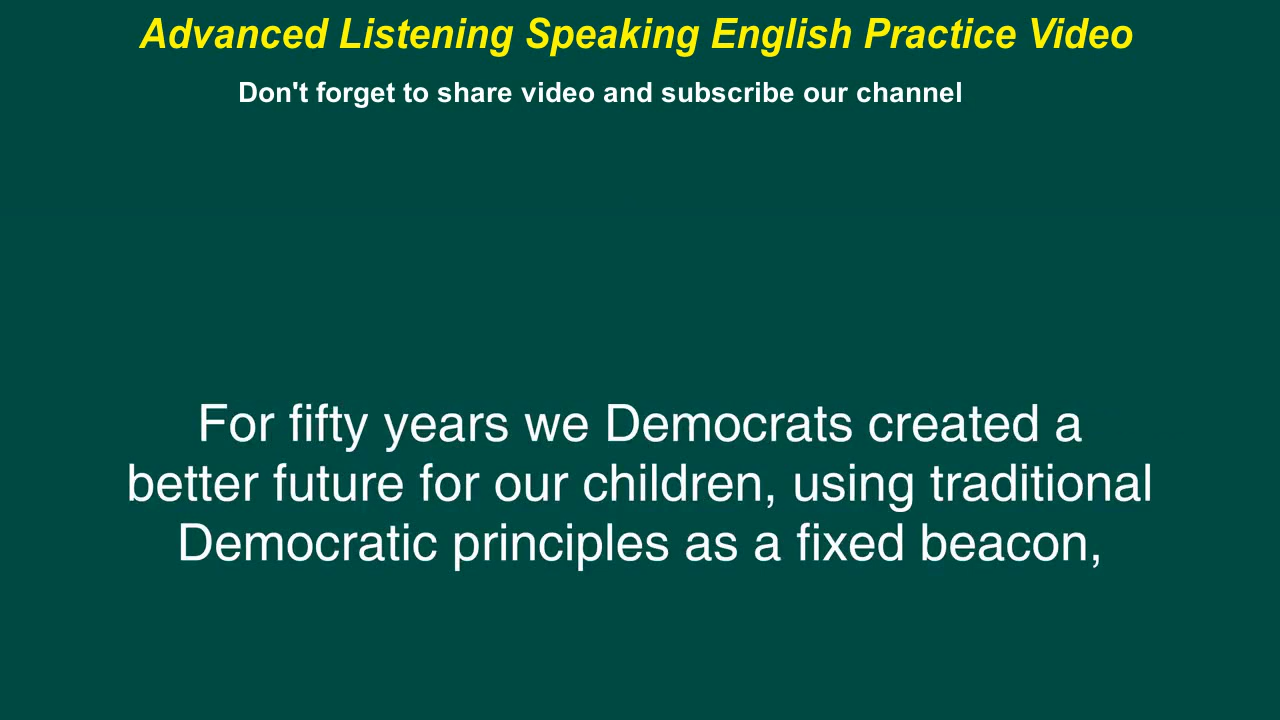 Advanced Listening Speaking English Practice Video
Don't forget to share video and subscribe our channel
For fifty years we Democrats created a
better future for our children, using traditional
Democratic principles as a fixed beacon,